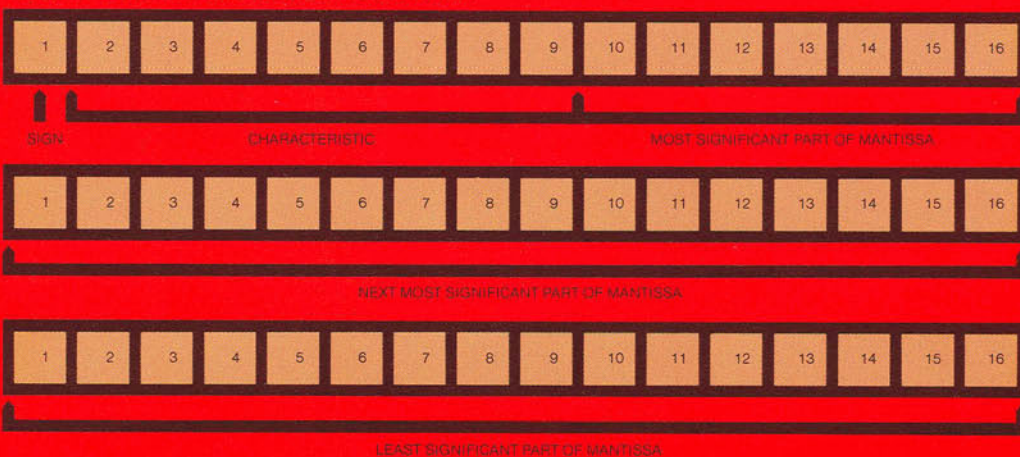 1 2 3 4 5 6 7 8 9 10 11 12 13 14 15 16
SIGN CHARACTERISTIC MOST SIGNIFICANT PART OF MANTISSA
1 2 3 4 5 6 7 8 9 10 11 12 13 14 15 16
NEXT MOST SIGNIFICANT PART OF MANTISSA
1 2 3 4 5 6 7 8 9 10 11 12 13 14 15 16
LEAST SIGNIFICANT PART OF MANTISSA